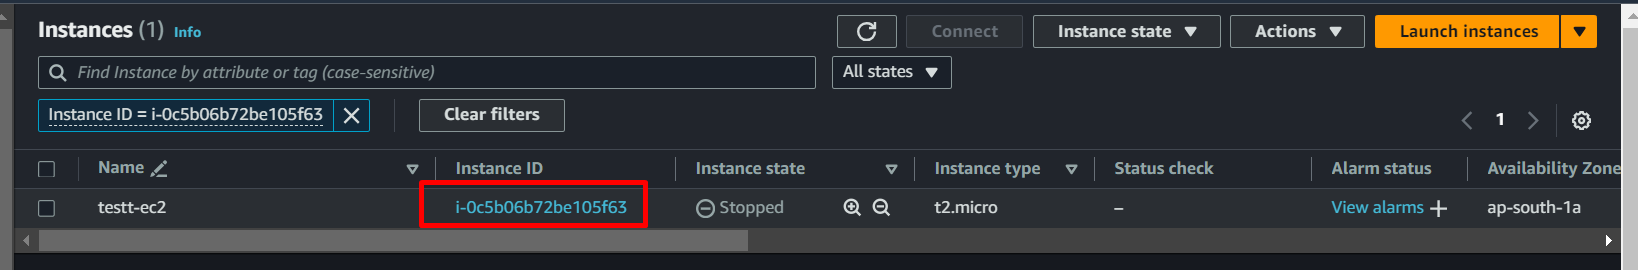 Instances (1) Info
Connect
Instance state
Actions
Launch instances
Find Instance by attribute or tag (case-sensitive)
All states
Instance ID = i-0c5b06b72be105f63
Clear filters
1
Name Instance ID Instance state Instance type Status check Alarm status Availability Zone
testt-ec2 i-0c5b06b72be105f63 Stopped t2.micro – View alarms + ap-south-1a